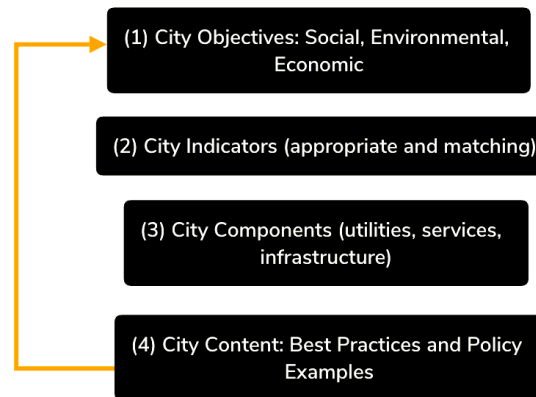 (1) City Objectives: Social, Environmental,
Economic
(2) City Indicators (appropriate and matching)
(3) City Components (utilities, services,
infrastructure)
(4) City Content: Best Practices and Policy
Examples